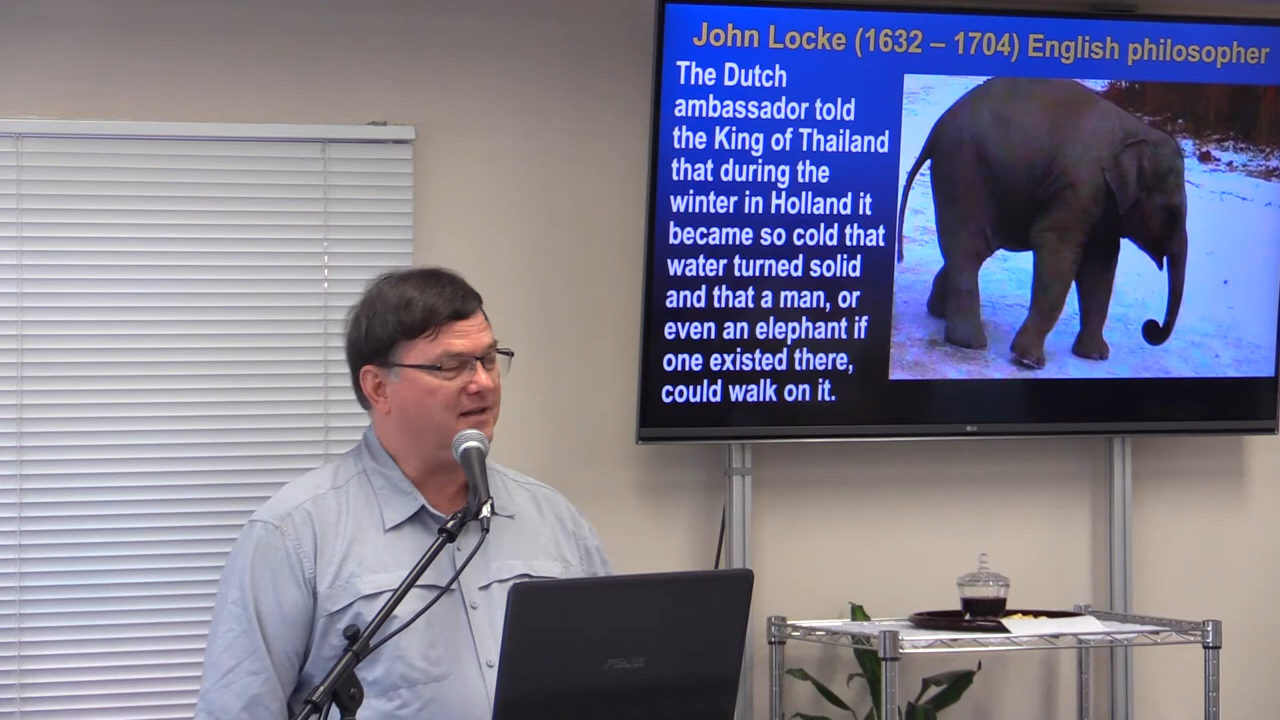 John Locke (1632 – 1704) English philosopher
The Dutch
ambassador told
the King of Thailand
that during the
winter in Holland it
became so cold that
water turned solid
and that a man, or
even an elephant if
one existed there,
could walk on it.
LG
ASUS